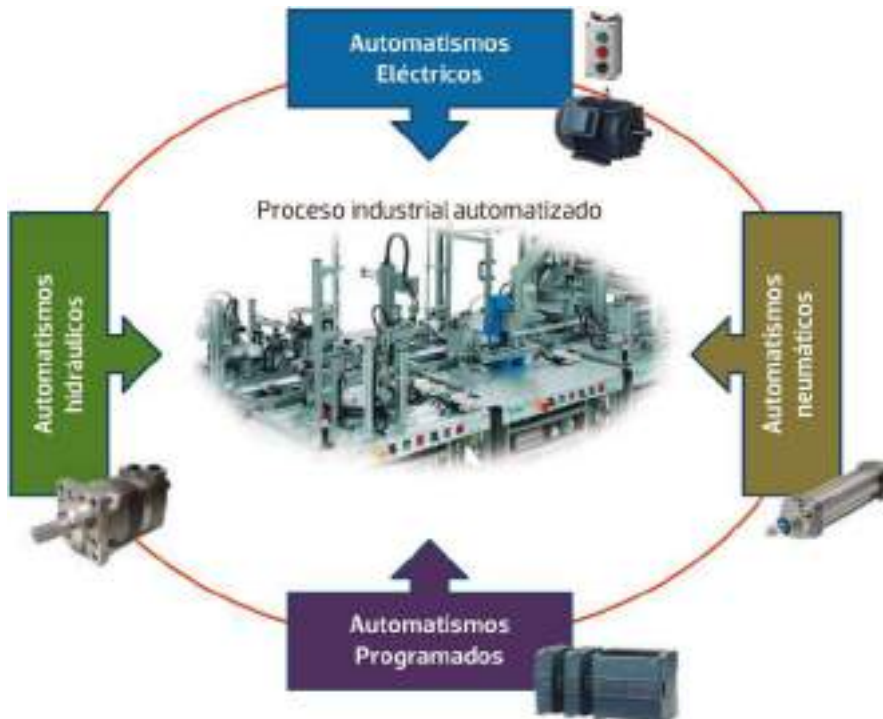 Automatismos
Eléctricos
Proceso industrial automatizado
Automatismos
hidráulicos
Automatismos
neumáticos
Automatismos
Programados